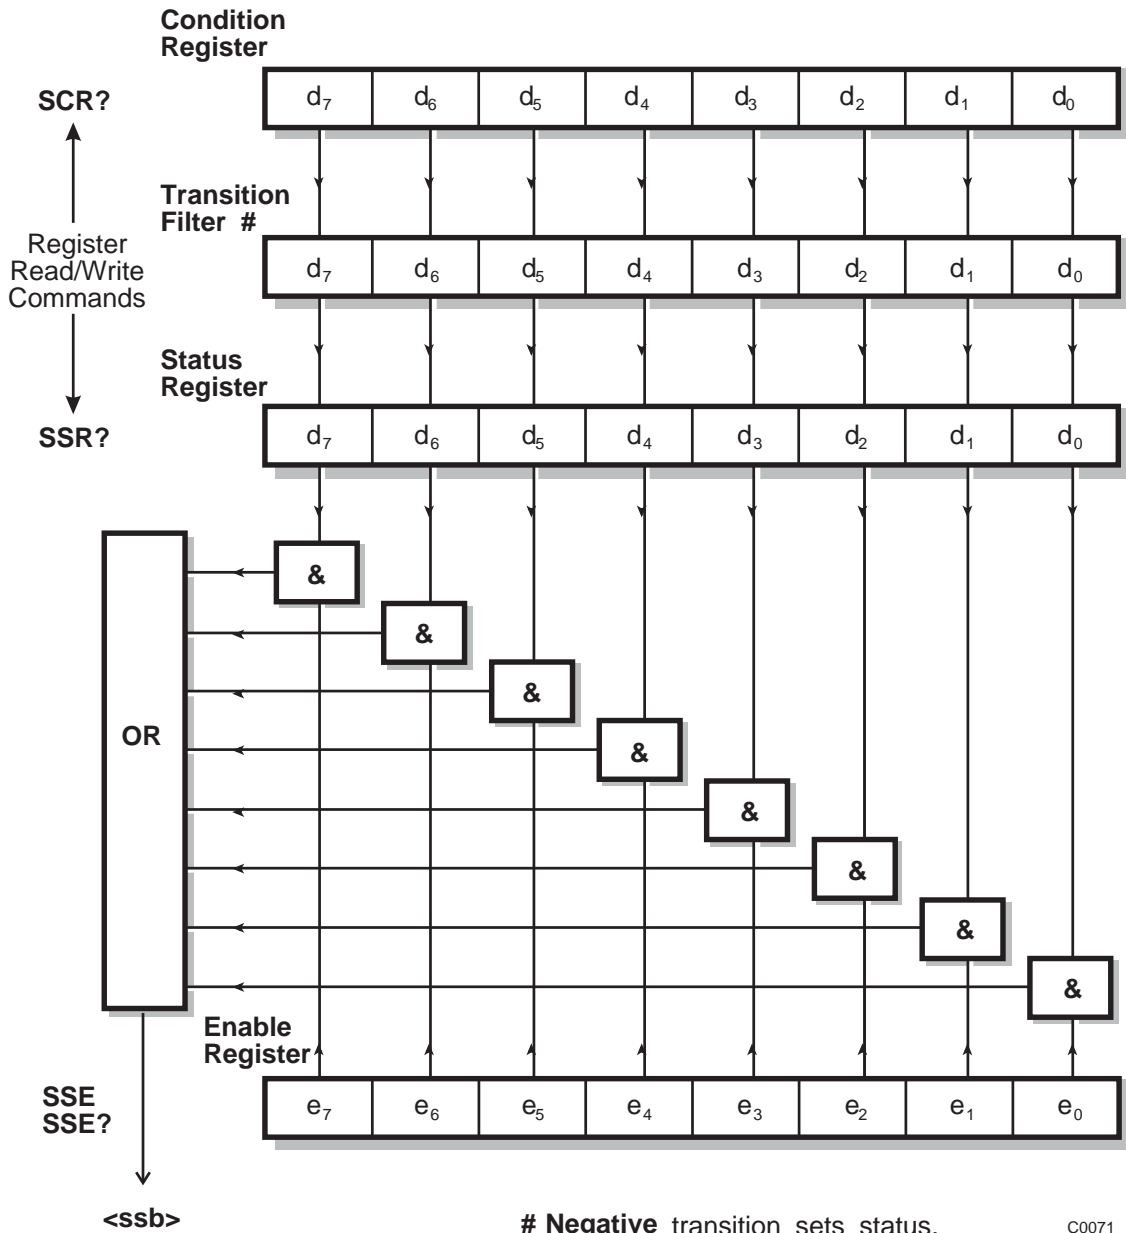 Condition
Register
SCR?
d₇ d₆ d₅ d₄ d₃ d₂ d₁ d₀
Transition
Filter #
Register
Read/Write
Commands
d₇ d₆ d₅ d₄ d₃ d₂ d₁ d₀
Status
Register
SSR?
d₇ d₆ d₅ d₄ d₃ d₂ d₁ d₀
&
&
&
OR
&
&
&
&
&
Enable
Register
SSE
SSE?
e₇ e₆ e₅ e₄ e₃ e₂ e₁ e₀
<ssb>
# Negative transition sets status.
C0071